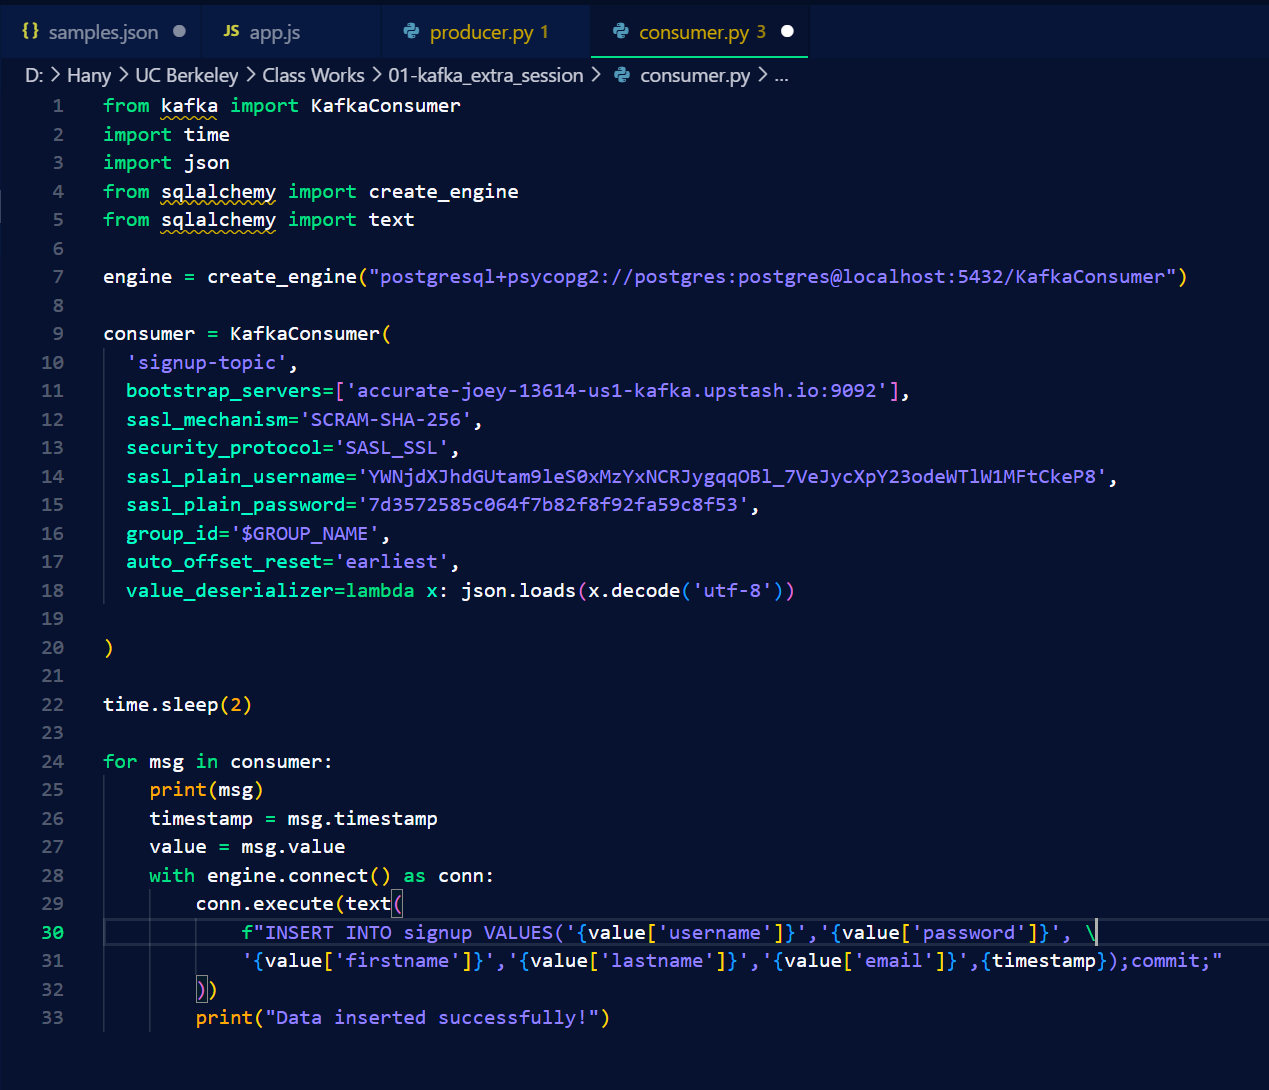 {} samples.json
JS app.js
producer.py 1
consumer.py 3
D: > Hany > UC Berkeley > Class Works > 01-kafka_extra_session > consumer.py > ...
1 from kafka import KafkaConsumer
2 import time
3 import json
4 from sqlalchemy import create_engine
5 from sqlalchemy import text
6
7 engine = create_engine("postgresql+psycopg2://postgres:postgres@localhost:5432/KafkaConsumer")
8
9 consumer = KafkaConsumer(
10   'signup-topic',
11   bootstrap_servers=['accurate-joey-13614-us1-kafka.upstash.io:9092'],
12   sasl_mechanism='SCRAM-SHA-256',
13   security_protocol='SASL_SSL',
14   sasl_plain_username='YWNjdXJhdGUtam9leS0xMzYxNCRJygqqOBl_7VeJycXpY23odeWTlW1MFtCkeP8',
15   sasl_plain_password='7d3572585c064f7b82f8f92fa59c8f53',
16   group_id='$GROUP_NAME',
17   auto_offset_reset='earliest',
18   value_deserializer=lambda x: json.loads(x.decode('utf-8'))
19
20 )
21
22 time.sleep(2)
23
24 for msg in consumer:
25     print(msg)
26     timestamp = msg.timestamp
27     value = msg.value
28     with engine.connect() as conn:
29         conn.execute(text(
30             f"INSERT INTO signup VALUES('{value['username']}','{value['password']}', \
31             '{value['firstname']}','{value['lastname']}','{value['email']}',{timestamp});commit;"
32         ))
33         print("Data inserted successfully!")